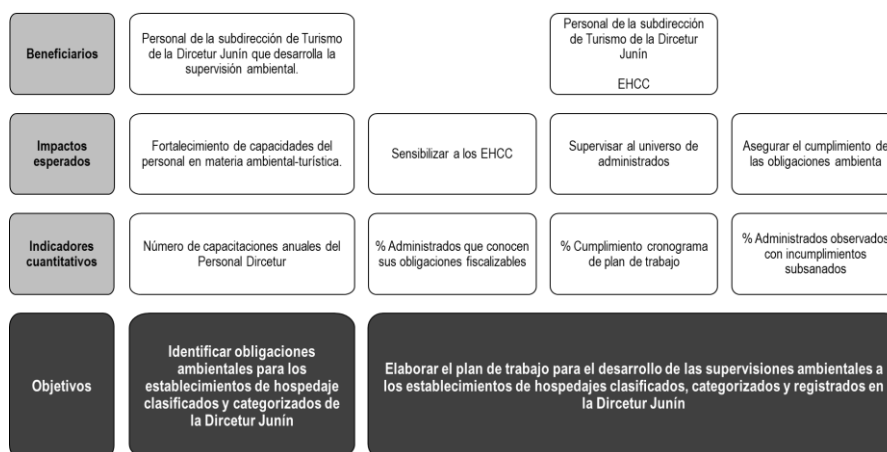 Beneficiarios
Personal de la subdirección de Turismo
de la Dircetur Junín que desarrolla la
supervisión ambiental.
Personal de la subdirección
de Turismo de la Dircetur
Junín
EHCC
Impactos
esperados
Fortalecimiento de capacidades del
personal en materia ambiental-turística.
Sensibilizar a los EHCC
Supervisar al universo de
administrados
Asegurar el cumplimiento de
las obligaciones ambienta
Indicadores
cuantitativos
Número de capacitaciones anuales del
Personal Dircetur
% Administrados que conocen
sus obligaciones fiscalizables
% Cumplimiento cronograma
de plan de trabajo
% Administrados observados
con incumplimientos
subsanados
Objetivos
Identificar obligaciones
ambientales para los
establecimientos de hospedaje
clasificados y categorizados de
la Dircetur Junín
Elaborar el plan de trabajo para el desarrollo de las supervisiones ambientales a
los establecimientos de hospedajes clasificados, categorizados y registrados en
la Dircetur Junín